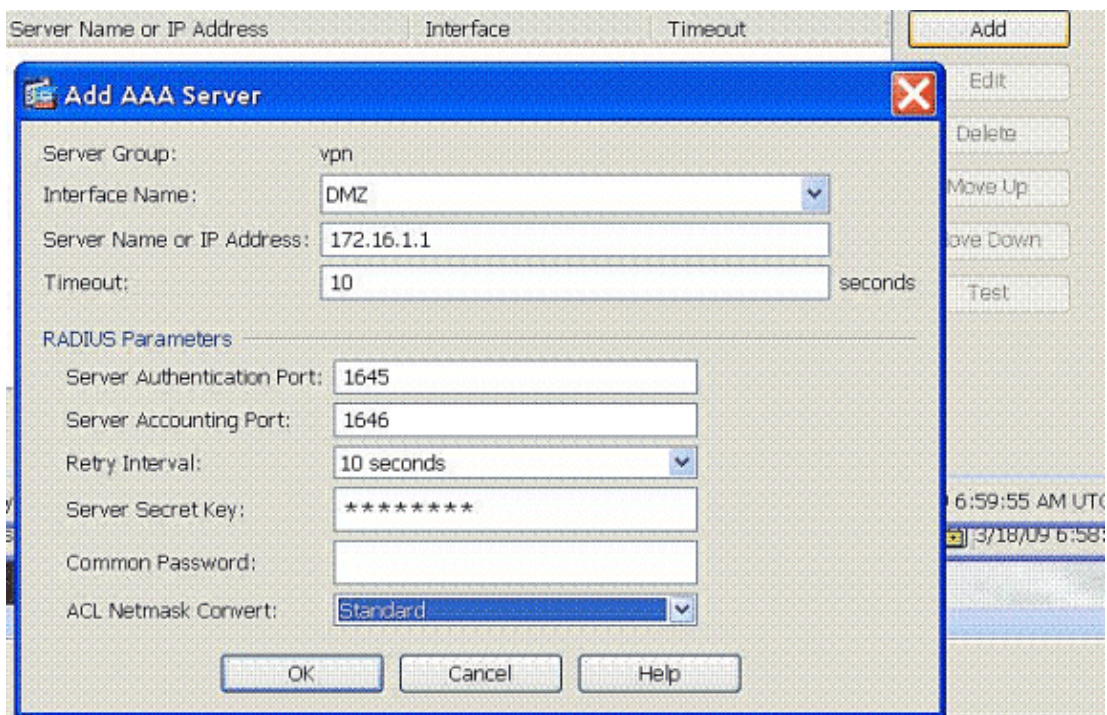 Server Name or IP Address Interface Timeout Add
Add AAA Server
Edit
Delete
Server Group: vpn
Interface Name: DMZ
Move Up
Server Name or IP Address: 172.16.1.1
ove Down
Timeout: 10 seconds
Test
RADIUS Parameters
Server Authentication Port: 1645
Server Accounting Port: 1646
Retry Interval: 10 seconds
Server Secret Key: ********
6:59:55 AM UTC
3/18/09 6:58:
Common Password:
ACL Netmask Convert: Standard
OK Cancel Help